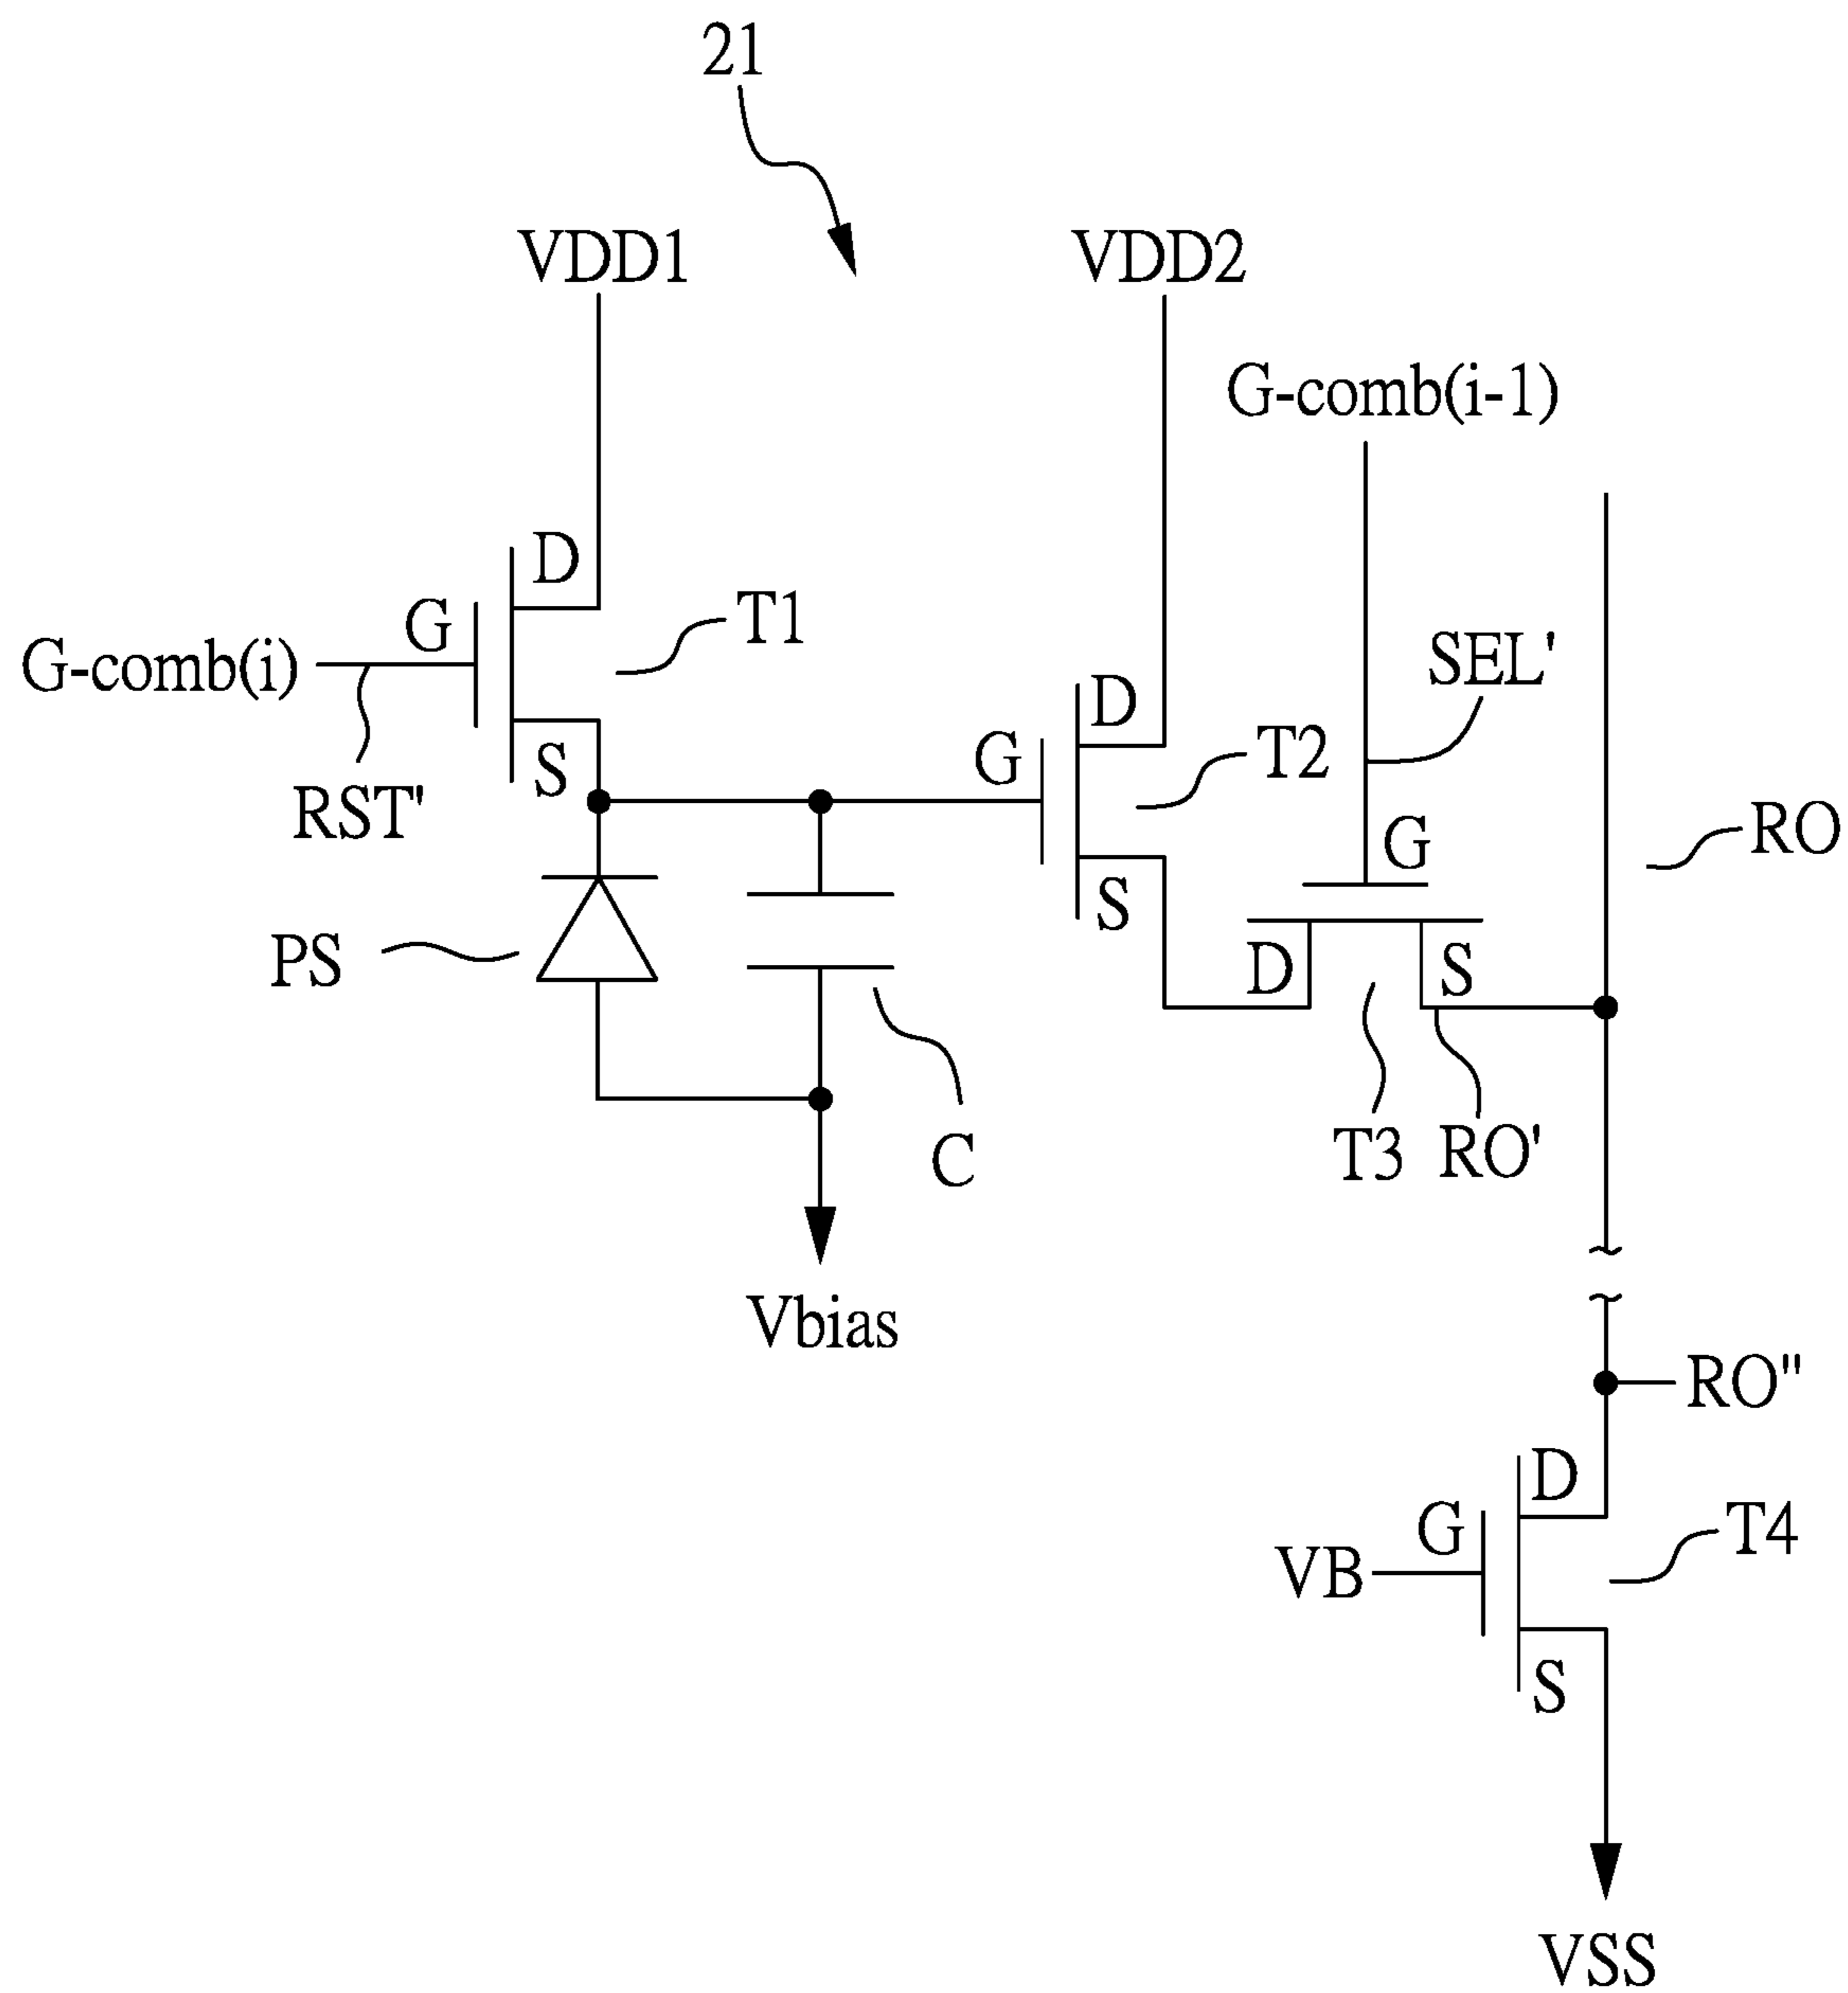 21
VDD1
VDD2
G-comb(i-1)
D
G
T1
G-comb(i)
S
RST'
SEL'
D
G
T2
S
G
RO
D
S
PS
T3
RO'
C
Vbias
RO"
D
G
T4
VB
S
VSS